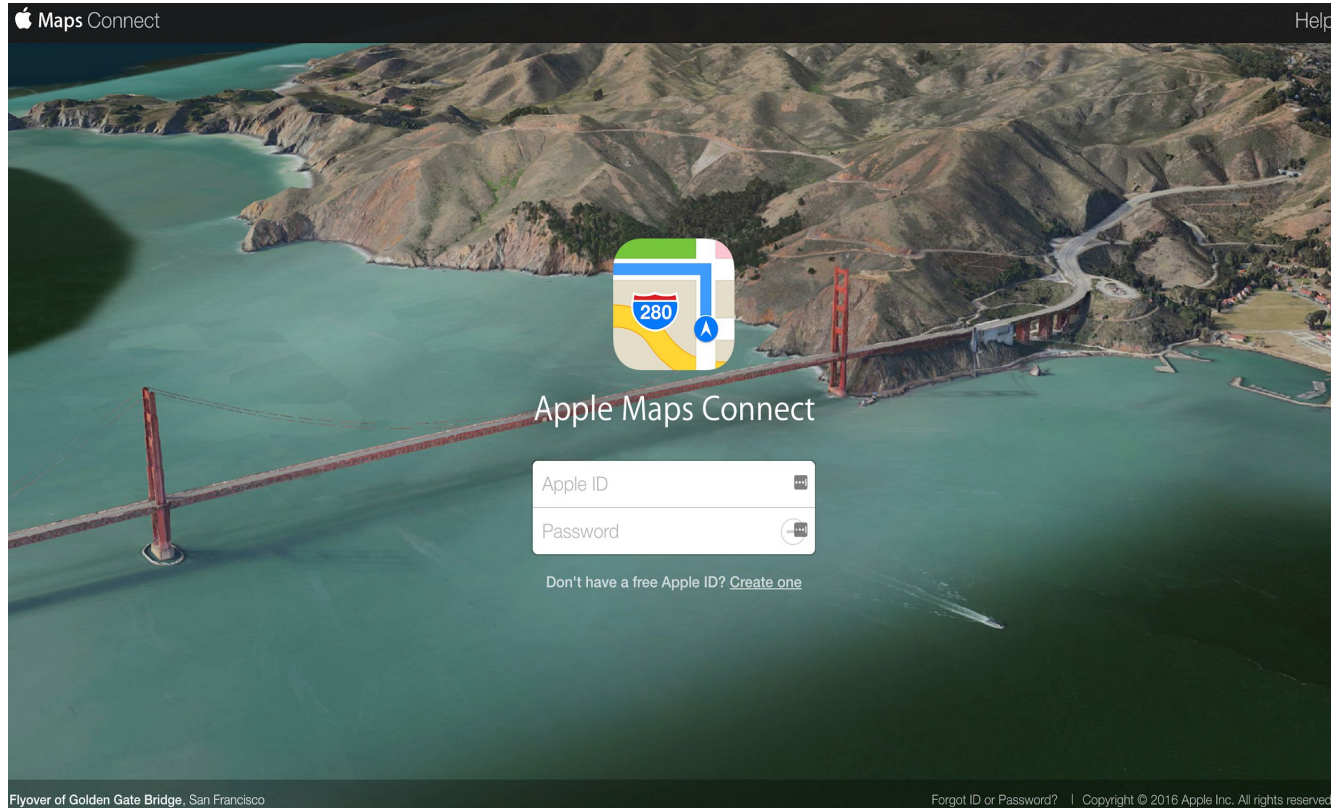 Maps Connect
Help
280
Apple Maps Connect
Apple ID
Password
Don't have a free Apple ID? Create one
Flyover of Golden Gate Bridge, San Francisco
Forgot ID or Password? | Copyright © 2016 Apple Inc. All rights reserved